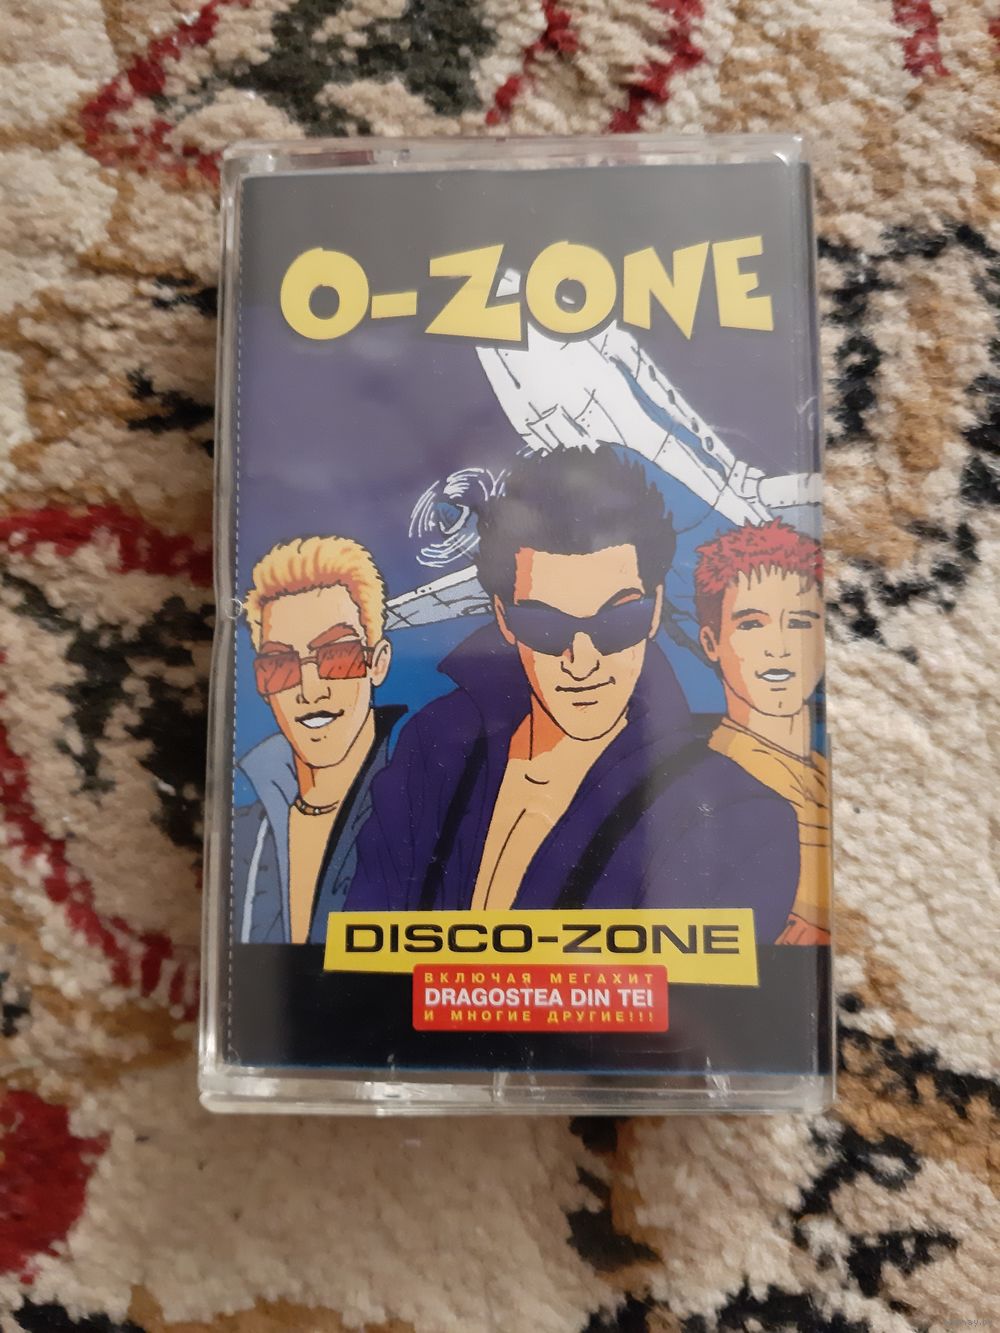 O-ZONE
DISCO-ZONE
ВКЛЮЧАЯ МЕГАХИТ
DRAGOSTEA DIN TEI
И МНОГИЕ ДРУГИЕ!!!